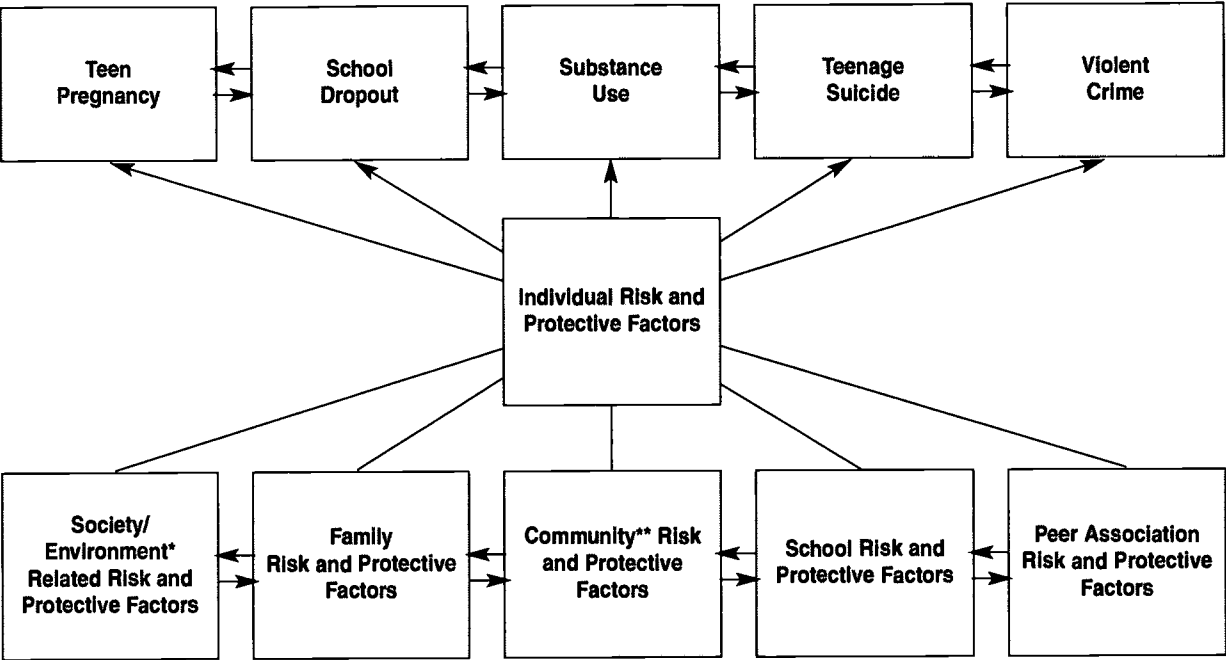 Teen
Pregnancy
School
Dropout
Substance
Use
Teenage
Suicide
Violent
Crime
Individual Risk and
Protective Factors
Society/
Environment*
Related Risk and
Protective Factors
Family
Risk and Protective
Factors
Community** Risk
and Protective
Factors
School Risk and
Protective Factors
Peer Association
Risk and Protective
Factors